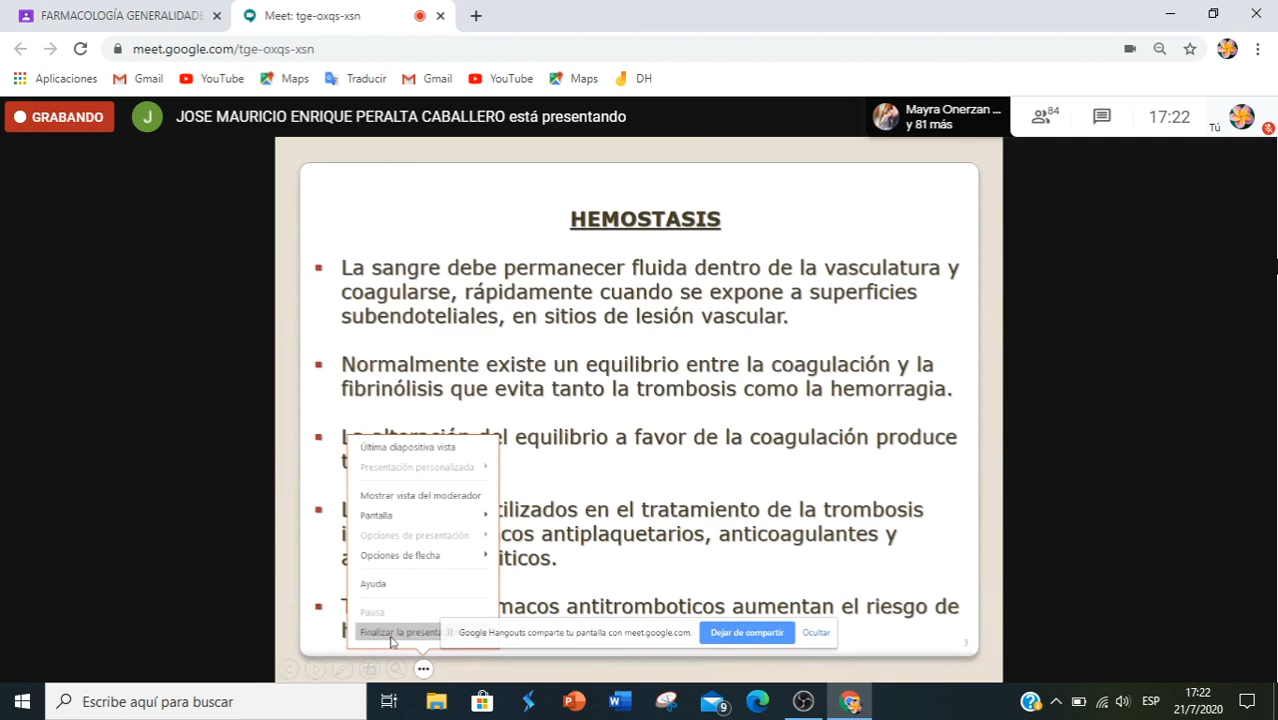 FARMACOLOGÍA GENERALIDADE
Meet: tge-oxqs-xsn
meet.google.com/tge-oxqs-xsn
Aplicaciones Gmail YouTube Maps Traducir Gmail YouTube Maps DH
GRABANDO
J
JOSE MAURICIO ENRIQUE PERALTA CABALLERO está presentando
Mayra Onerzan ...
y 81 más
84
17:22
Tú
HEMOSTASIS
La sangre debe permanecer fluida dentro de la vasculatura y
coagularse, rápidamente cuando se expone a superficies
subendoteliales, en sitios de lesión vascular.
Normalmente existe un equilibrio entre la coagulación y la
fibrinólisis que evita tanto la trombosis como la hemorragia.
La alteración del equilibrio a favor de la coagulación produce
tilizados en el tratamiento de la trombosis
cos antiplaquetarios, anticoagulantes y
íticos.
macos antitromboticos aumentan el riesgo de
Última diapositiva vista
Presentación personalizada
Mostrar vista del moderador
Pantalla
Opciones de presentación
Opciones de flecha
Ayuda
Pausa
Finalizar la presenta
Google Hangouts comparte tu pantalla con meet.google.com.
Dejar de compartir
Ocultar
3
Escribe aquí para buscar
9
ESP
17:22
21/7/2020